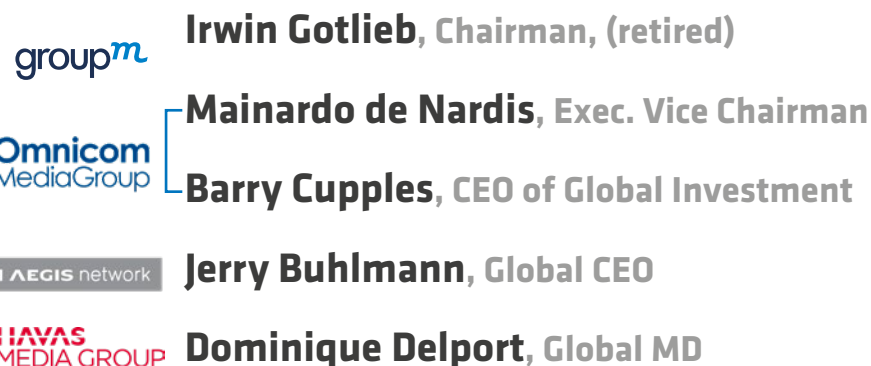 groupm
Irwin Gotlieb, Chairman, (retired)
Omnicom
MediaGroup
Mainardo de Nardis, Exec. Vice Chairman
Barry Cupples, CEO of Global Investment
AEGIS network
Jerry Buhlmann, Global CEO
HAVAS
MEDIA GROUP
Dominique Delport, Global MD